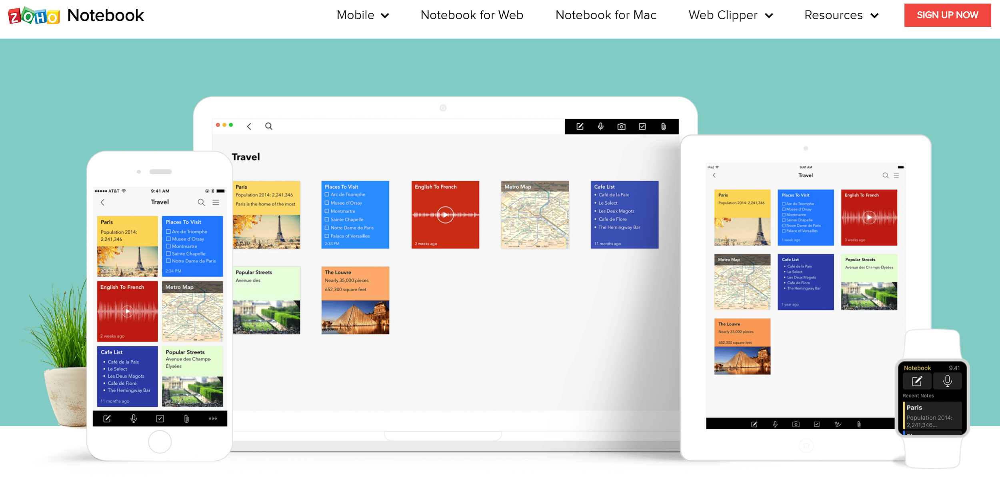 ZOHO Notebook
Mobile
Notebook for Web
Notebook for Mac
Web Clipper
Resources
SIGN UP NOW
AT&T
9:41 AM
Travel
Paris
Population 2014:
2,241,346
Places To Visit
Arc de Triomphe
Musee d'Orsay
Montmartre
Sainte Chapelle
Notre Dame de Paris
2:34 PM
English To French
2 weeks ago
Metro Map
Cafe List
• Café de la Paix
• Le Select
• Les Deux Magots
• Cafe de Flore
• The Hemingway Bar
11 months ago
Popular Streets
Avenue des Champs-
Élysées
Travel
Paris
Population 2014: 2,241,346
Paris is the home of the most
Places To Visit
Arc de Triomphe
Musee d'Orsay
Montmartre
Sainte Chapelle
Notre Dame de Paris
Palace of Versailles
2:34 PM
English To French
2 weeks ago
Metro Map
Cafe List
• Café de la Paix
• Le Select
• Les Deux Magots
• Cafe de Flore
• The Hemingway Bar
11 months ago
Popular Streets
Avenue des
The Louvre
Nearly 35,000 pieces
652,300 square feet
iPad
9:41 AM
Travel
Paris
Population 2014: 2,241,346
1 week ago
Places To Visit
Arc de Triomphe
Musee d'Orsay
Montmartre
Sainte Chapelle
Notre Dame de Paris
Palace of Versailles
1 week ago
English To French
3 weeks ago
Metro Map
Cafe List
• Café de la Paix
• Le Select
• Les Deux Magots
• Cafe de Flore
• The Hemingway Bar
1 year ago
Popular Streets
Avenue des Champs-Élysées
The Louvre
Nearly 35,000 pieces
652,300 square feet
Notebook
9.41
Recent Notes
Paris
Population 2014:
2,241,346...